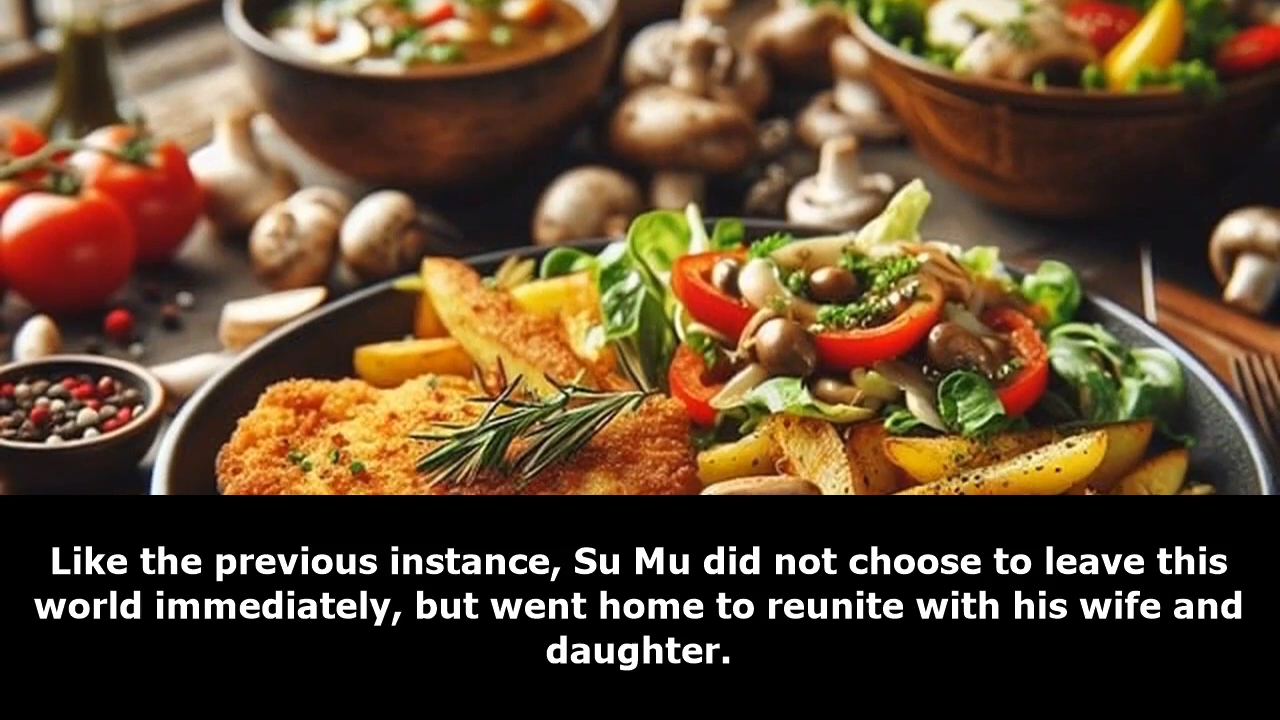 Like the previous instance, Su Mu did not choose to leave this
world immediately, but went home to reunite with his wife and
daughter.